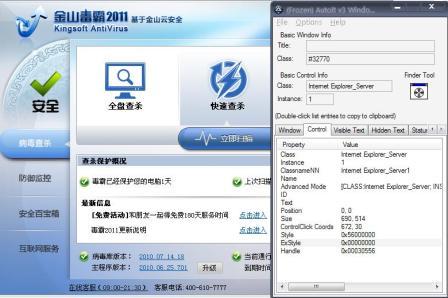 金山毒霸2011 基于金山云安全
Kingsoft AntiVirus
安全
病毒查杀
防御监控
安全百宝箱
互联网服务
全盘查杀
快速查杀
立即扫描
查杀保护概况
毒霸已经保护您的电脑1天
上次扫描
最新信息
[免费活动]和朋友一起得免费180天服务时间 点击进入
毒霸2011更新说明 点击进入
病毒库版本： 2010.07.14.18
当前通行
主程序版本： 2010.06.25.701 升级
到期时间
在线客服(09:00-21:30) 客服电话：400-610-7777
(Frozen) AutoIt v3 Windo...
File Options Help
Basic Window Info
Title:
Class: #32770
Basic Control Info
Finder Tool
Class: Internet Explorer_Server
Instance: 1
(Double-click list entries to copy to clipboard)
Window Control Visible Text Hidden Text Statu
Property Value
Class Internet Explorer_Server
Instance 1
ClassnameNN Internet Explorer_Server1
Name
Advanced Mode [CLASS:Internet Explorer_Server; INS
ID
Text
Position 0, 0
Size 690, 514
ControlClick Coords 672, 30
Style 0x56000000
ExStyle 0x00000000
Handle 0x00030556